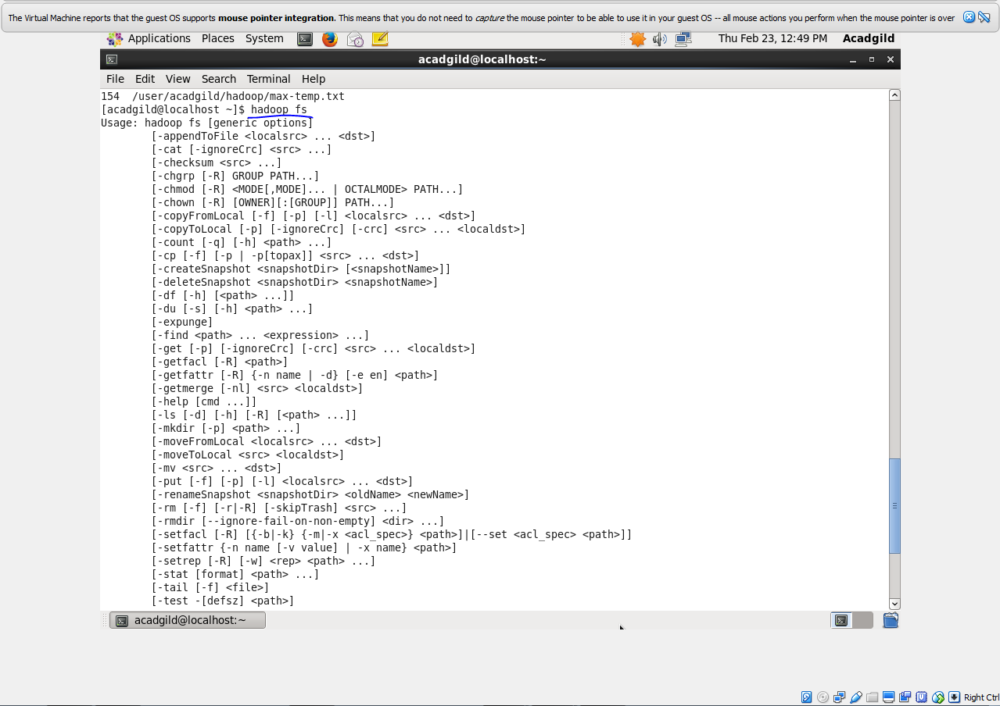 The Virtual Machine reports that the guest OS supports mouse pointer integration. This means that you do not need to capture the mouse pointer to be able to use it in your guest OS -- all mouse actions you perform when the mouse pointer is over
Applications Places System Thu Feb 23, 12:49 PM Acadgild
acadgild@localhost:~
File Edit View Search Terminal Help
154  /user/acadgild/hadoop/max-temp.txt
[acadgild@localhost ~]$ hadoop fs
Usage: hadoop fs [generic options]
[-appendToFile <localsrc> ... <dst>]
[-cat [-ignoreCrc] <src> ...]
[-checksum <src> ...]
[-chgrp [-R] GROUP PATH...]
[-chmod [-R] <MODE[,MODE]... | OCTALMODE> PATH...]
[-chown [-R] [OWNER][:[GROUP]] PATH...]
[-copyFromLocal [-f] [-p] [-l] <localsrc> ... <dst>]
[-copyToLocal [-p] [-ignoreCrc] [-crc] <src> ... <localdst>]
[-count [-q] [-h] <path> ...]
[-cp [-f] [-p | -p[topax]] <src> ... <dst>]
[-createSnapshot <snapshotDir> [<snapshotName>]]
[-deleteSnapshot <snapshotDir> <snapshotName>]
[-df [-h] [<path> ...]]
[-du [-s] [-h] <path> ...]
[-expunge]
[-find <path> ... <expression> ...]
[-get [-p] [-ignoreCrc] [-crc] <src> ... <localdst>]
[-getfacl [-R] <path>]
[-getfattr [-R] {-n name | -d} [-e en] <path>]
[-getmerge [-nl] <src> <localdst>]
[-help [cmd ...]]
[-ls [-d] [-h] [-R] [<path> ...]]
[-mkdir [-p] <path> ...]
[-moveFromLocal <localsrc> ... <dst>]
[-moveToLocal <src> <localdst>]
[-mv <src> ... <dst>]
[-put [-f] [-p] [-l] <localsrc> ... <dst>]
[-renameSnapshot <snapshotDir> <oldName> <newName>]
[-rm [-f] [-r|-R] [-skipTrash] <src> ...]
[-rmdir [--ignore-fail-on-non-empty] <dir> ...]
[-setfacl [-R] [{-b|-k} {-m|-x <acl_spec>} <path>]|[--set <acl_spec> <path>]]
[-setfattr {-n name [-v value] | -x name} <path>]
[-setrep [-R] [-w] <rep> <path> ...]
[-stat [format] <path> ...]
[-tail [-f] <file>]
[-test -[defsz] <path>]
acadgild@localhost:~
Right Ctrl